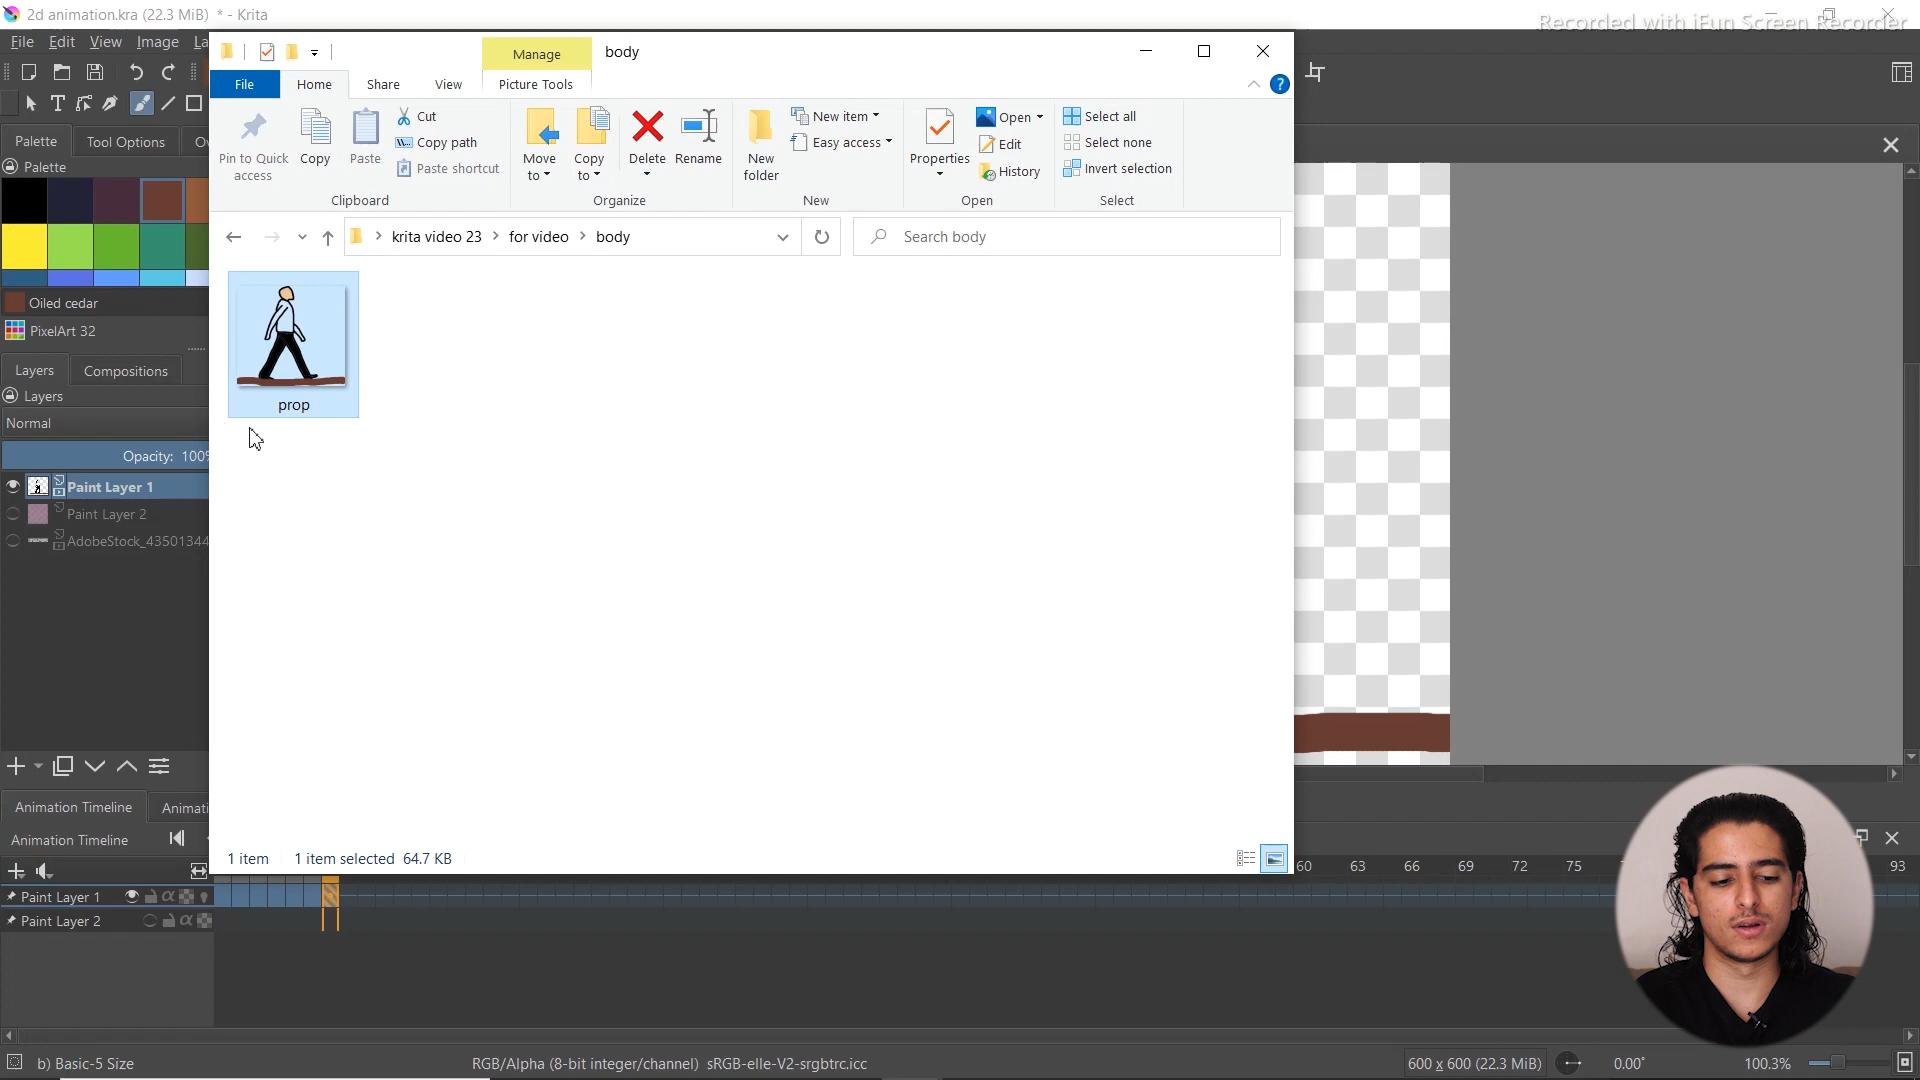 2d animation.kra (22.3 MiB) * - Krita
Recorded with iFun Screen Recorder
File Edit View Image La
Manage body
File Home Share View Picture Tools
Pin to Quick access
Copy
Paste
Cut
Copy path
Paste shortcut
Clipboard
Move to
Copy to
Delete
Rename
Organize
New folder
New item
Easy access
New
Properties
Open
Edit
History
Open
Select all
Select none
Invert selection
Select
krita video 23 for video body
Search body
prop
1 item 1 item selected 64.7 KB
Palette Tool Options Ov
Palette
Oiled cedar
PixelArt 32
Layers Compositions
Layers
Normal
Opacity: 100%
Paint Layer 1
Paint Layer 2
AdobeStock_43501344
Animation Timeline Animati
Animation Timeline
60 63 66 69 72 75 93
Paint Layer 1
Paint Layer 2
b) Basic-5 Size
RGB/Alpha (8-bit integer/channel) sRGB-elle-V2-srgbtrc.icc
600 x 600 (22.3 MiB)
0.00°
100.3%